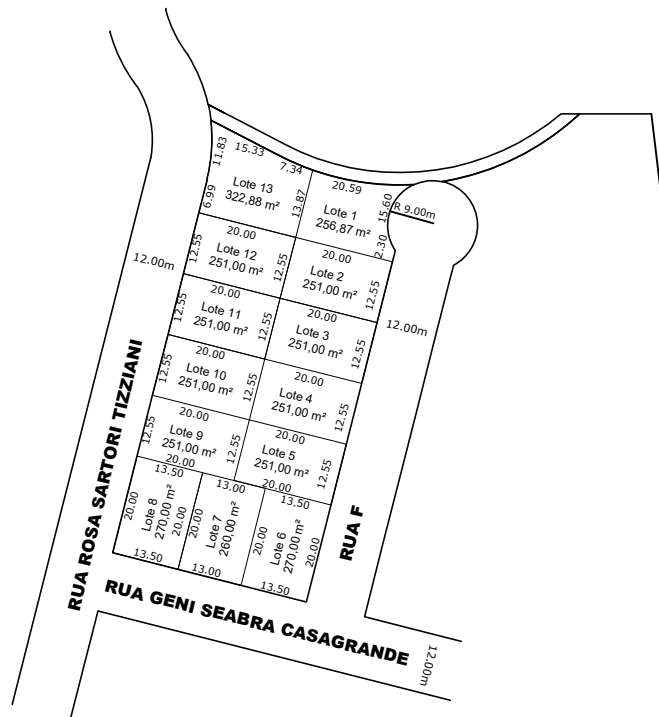 11.83
15.33
7.34
20.59
6.99
Lote 13
322,88 m²
13.87
Lote 1
256,87 m²
15.60
R 9.00m
2.30
12.00m
12.55
20.00
Lote 12
251,00 m²
12.55
20.00
Lote 2
251,00 m²
12.55
12.00m
12.55
20.00
Lote 11
251,00 m²
12.55
20.00
Lote 3
251,00 m²
12.55
12.55
20.00
Lote 10
251,00 m²
12.55
20.00
Lote 4
251,00 m²
12.55
12.55
20.00
Lote 9
251,00 m²
20.00
12.55
20.00
Lote 5
251,00 m²
20.00
12.55
13.50
20.00
Lote 8
270,00 m²
20.00
13.50
13.00
20.00
Lote 7
260,00 m²
13.00
13.50
20.00
Lote 6
270,00 m²
20.00
13.50
RUA ROSA SARTORI TIZZIANI
RUA F
RUA GENI SEABRA CASAGRANDE
12.00m